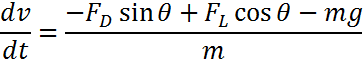 dv/dt = (−F_D sin θ + F_L cos θ − mg)/m